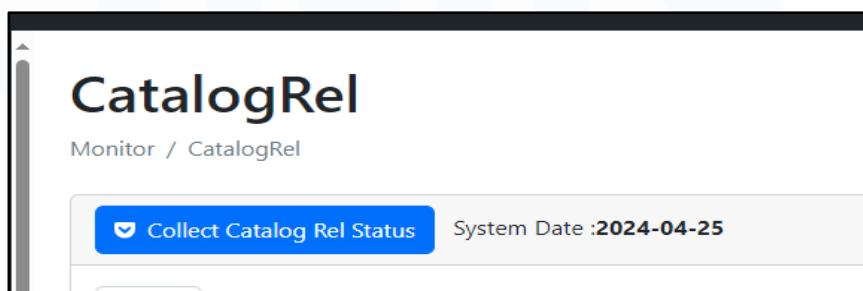 CatalogRel
Monitor / CatalogRel
Collect Catalog Rel Status System Date :2024-04-25